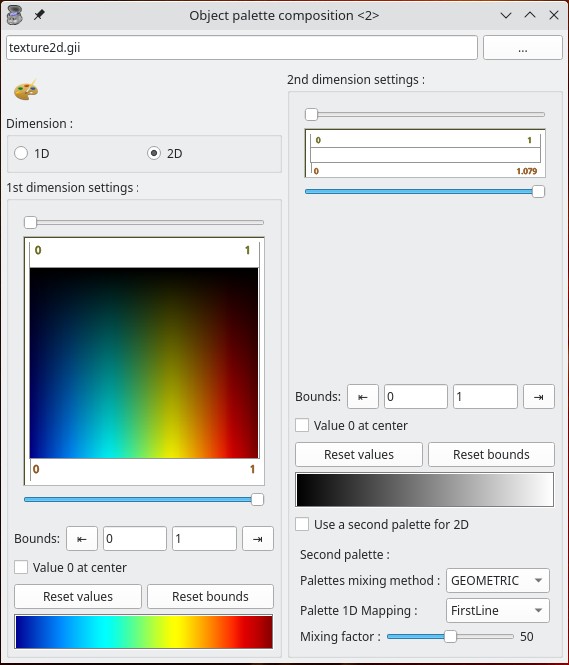 Object palette composition <2>
texture2d.gii
...
Dimension :
1D
2D
1st dimension settings :
0
1
0
1
Bounds:
0
1
Value 0 at center
Reset values
Reset bounds
2nd dimension settings :
0
1
0
1.079
Bounds:
0
1
Value 0 at center
Reset values
Reset bounds
Use a second palette for 2D
Second palette :
Palettes mixing method :
GEOMETRIC
Palette 1D Mapping :
FirstLine
Mixing factor :
50